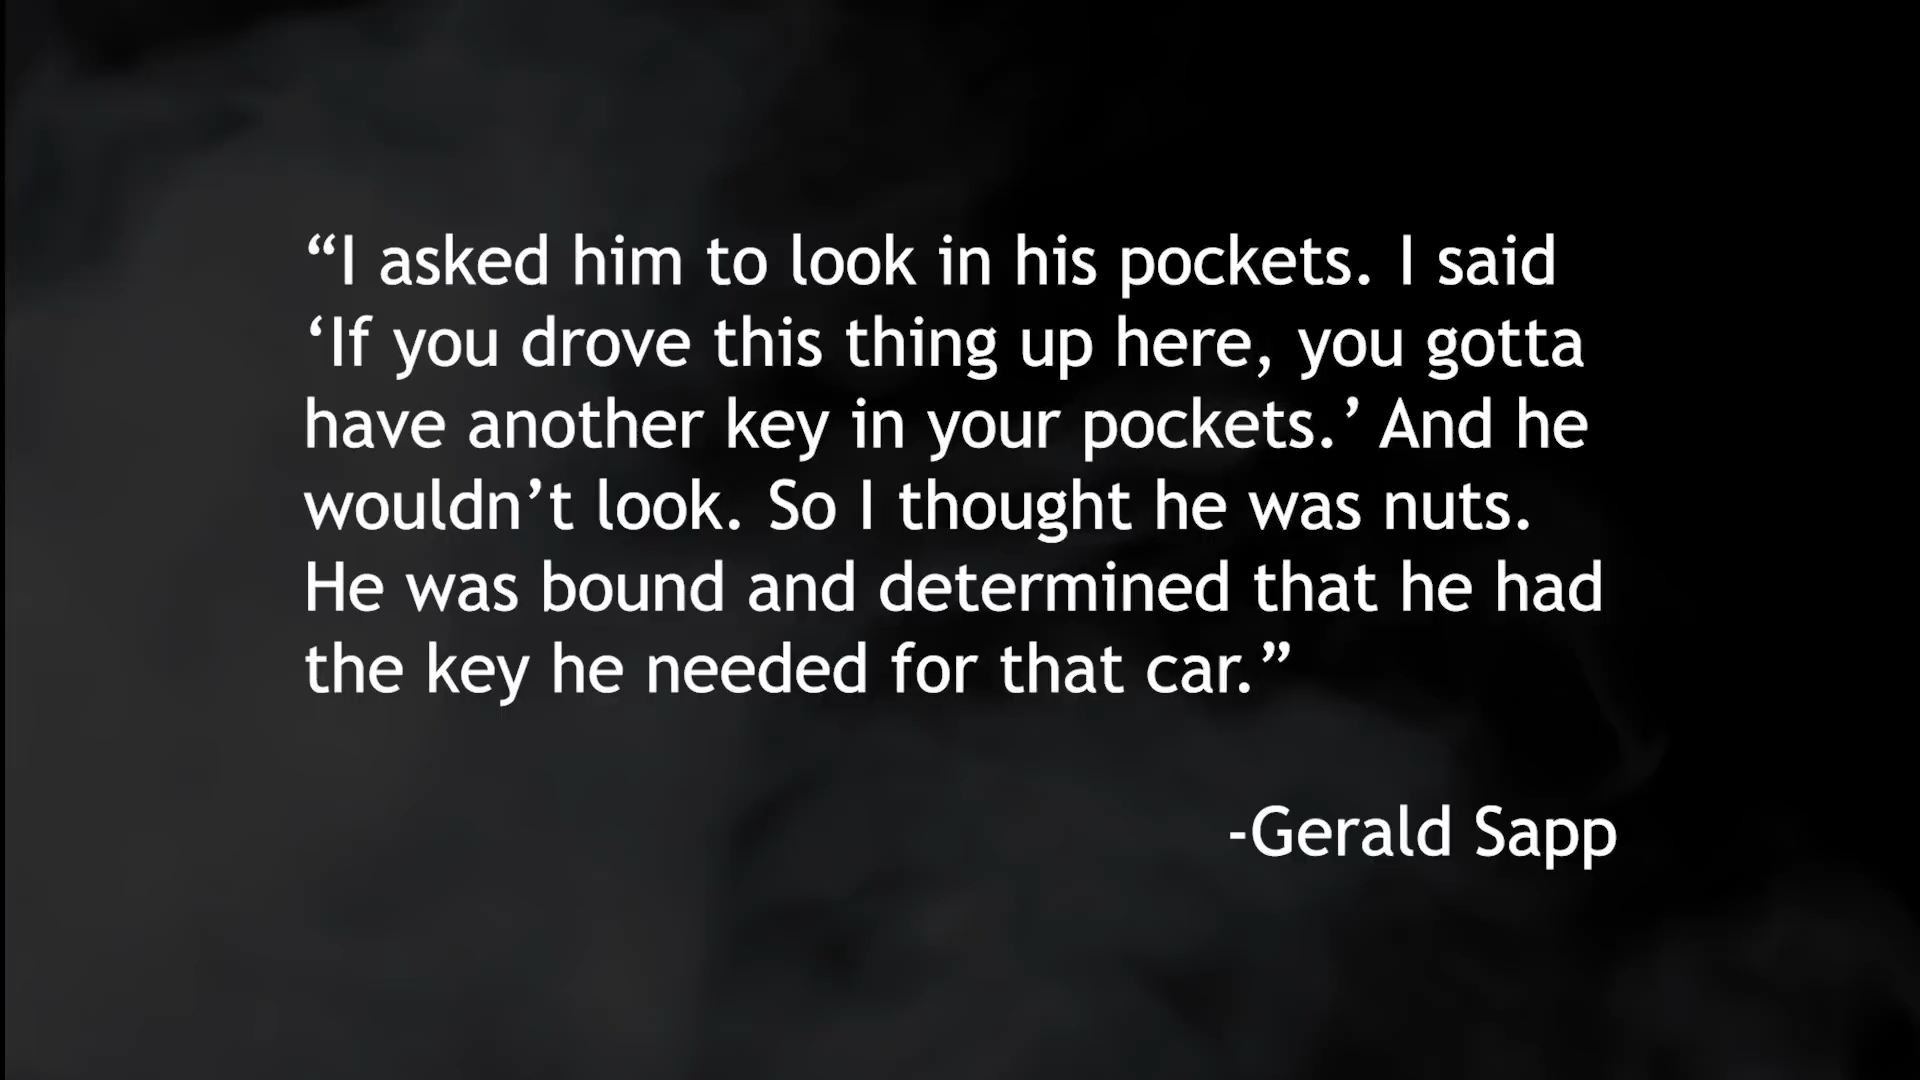 “I asked him to look in his pockets. I said
‘If you drove this thing up here, you gotta
have another key in your pockets.’ And he
wouldn’t look. So I thought he was nuts.
He was bound and determined that he had
the key he needed for that car.”
-Gerald Sapp